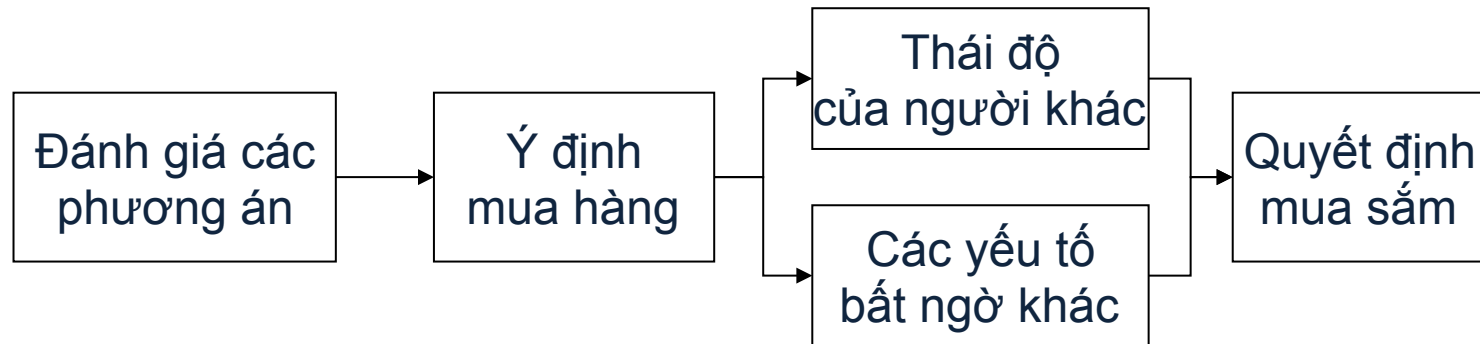 Đánh giá các
phương án
Ý định
mua hàng
Thái độ
của người khác
Các yếu tố
bất ngờ khác
Quyết định
mua sắm